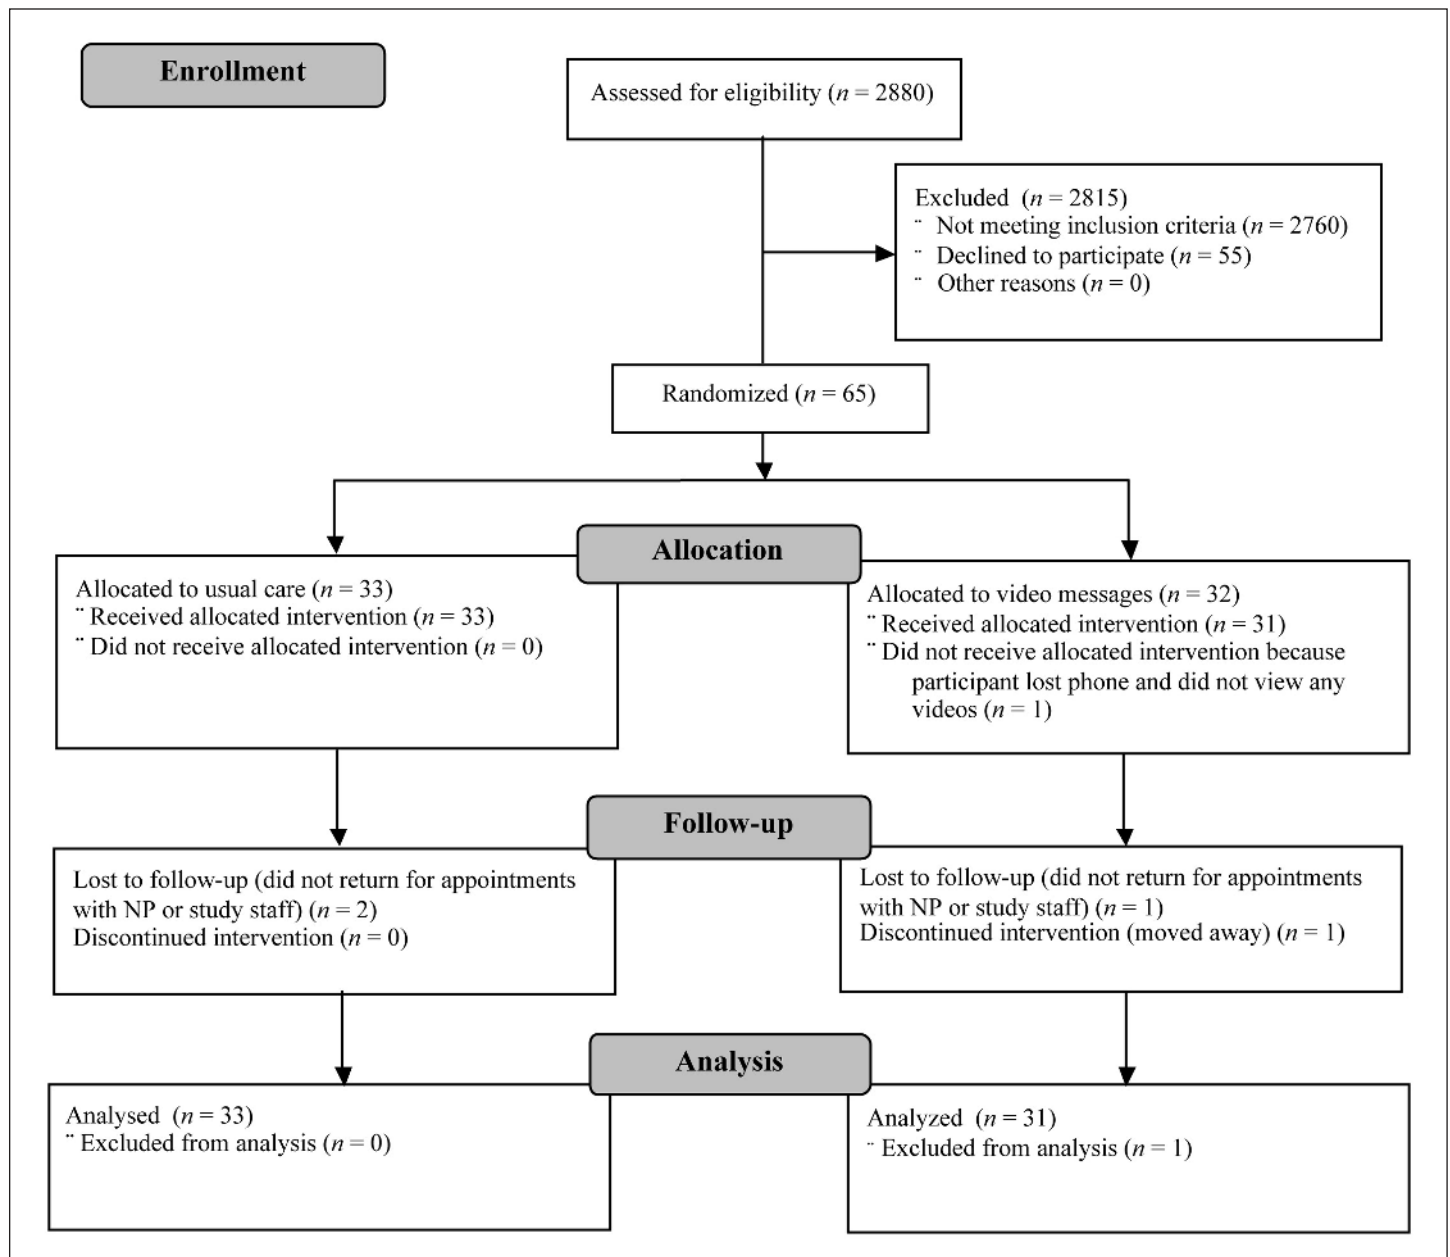 Enrollment
Assessed for eligibility (n = 2880)
Excluded (n = 2815)
¨ Not meeting inclusion criteria (n = 2760)
¨ Declined to participate (n = 55)
¨ Other reasons (n = 0)
Randomized (n = 65)
Allocation
Allocated to usual care (n = 33)
¨ Received allocated intervention (n = 33)
¨ Did not receive allocated intervention (n = 0)
Allocated to video messages (n = 32)
¨ Received allocated intervention (n = 31)
¨ Did not receive allocated intervention because
participant lost phone and did not view any
videos (n = 1)
Follow-up
Lost to follow-up (did not return for appointments
with NP or study staff) (n = 2)
Discontinued intervention (n = 0)
Lost to follow-up (did not return for appointments
with NP or study staff) (n = 1)
Discontinued intervention (moved away) (n = 1)
Analysis
Analysed (n = 33)
¨ Excluded from analysis (n = 0)
Analyzed (n = 31)
¨ Excluded from analysis (n = 1)